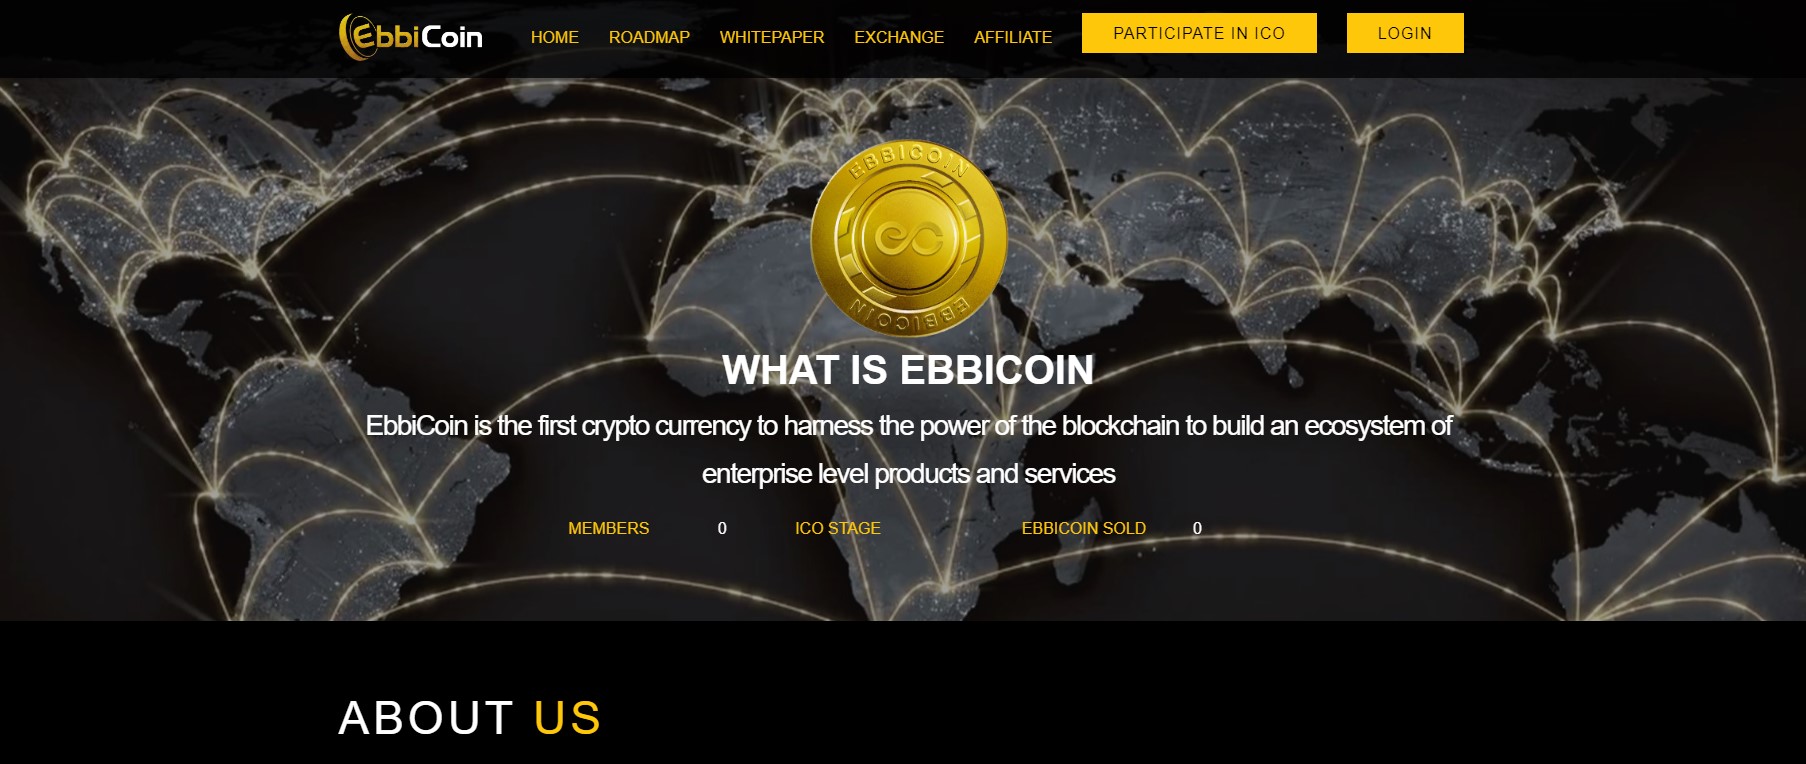 EbbiCoin
HOME ROADMAP WHITEPAPER EXCHANGE AFFILIATE PARTICIPATE IN ICO LOGIN
EBBICOIN
ec
EBBICOIN
WHAT IS EBBICOIN
EbbiCoin is the first crypto currency to harness the power of the blockchain to build an ecosystem of
enterprise level products and services
MEMBERS 0 ICO STAGE EBBICOIN SOLD 0
ABOUT US